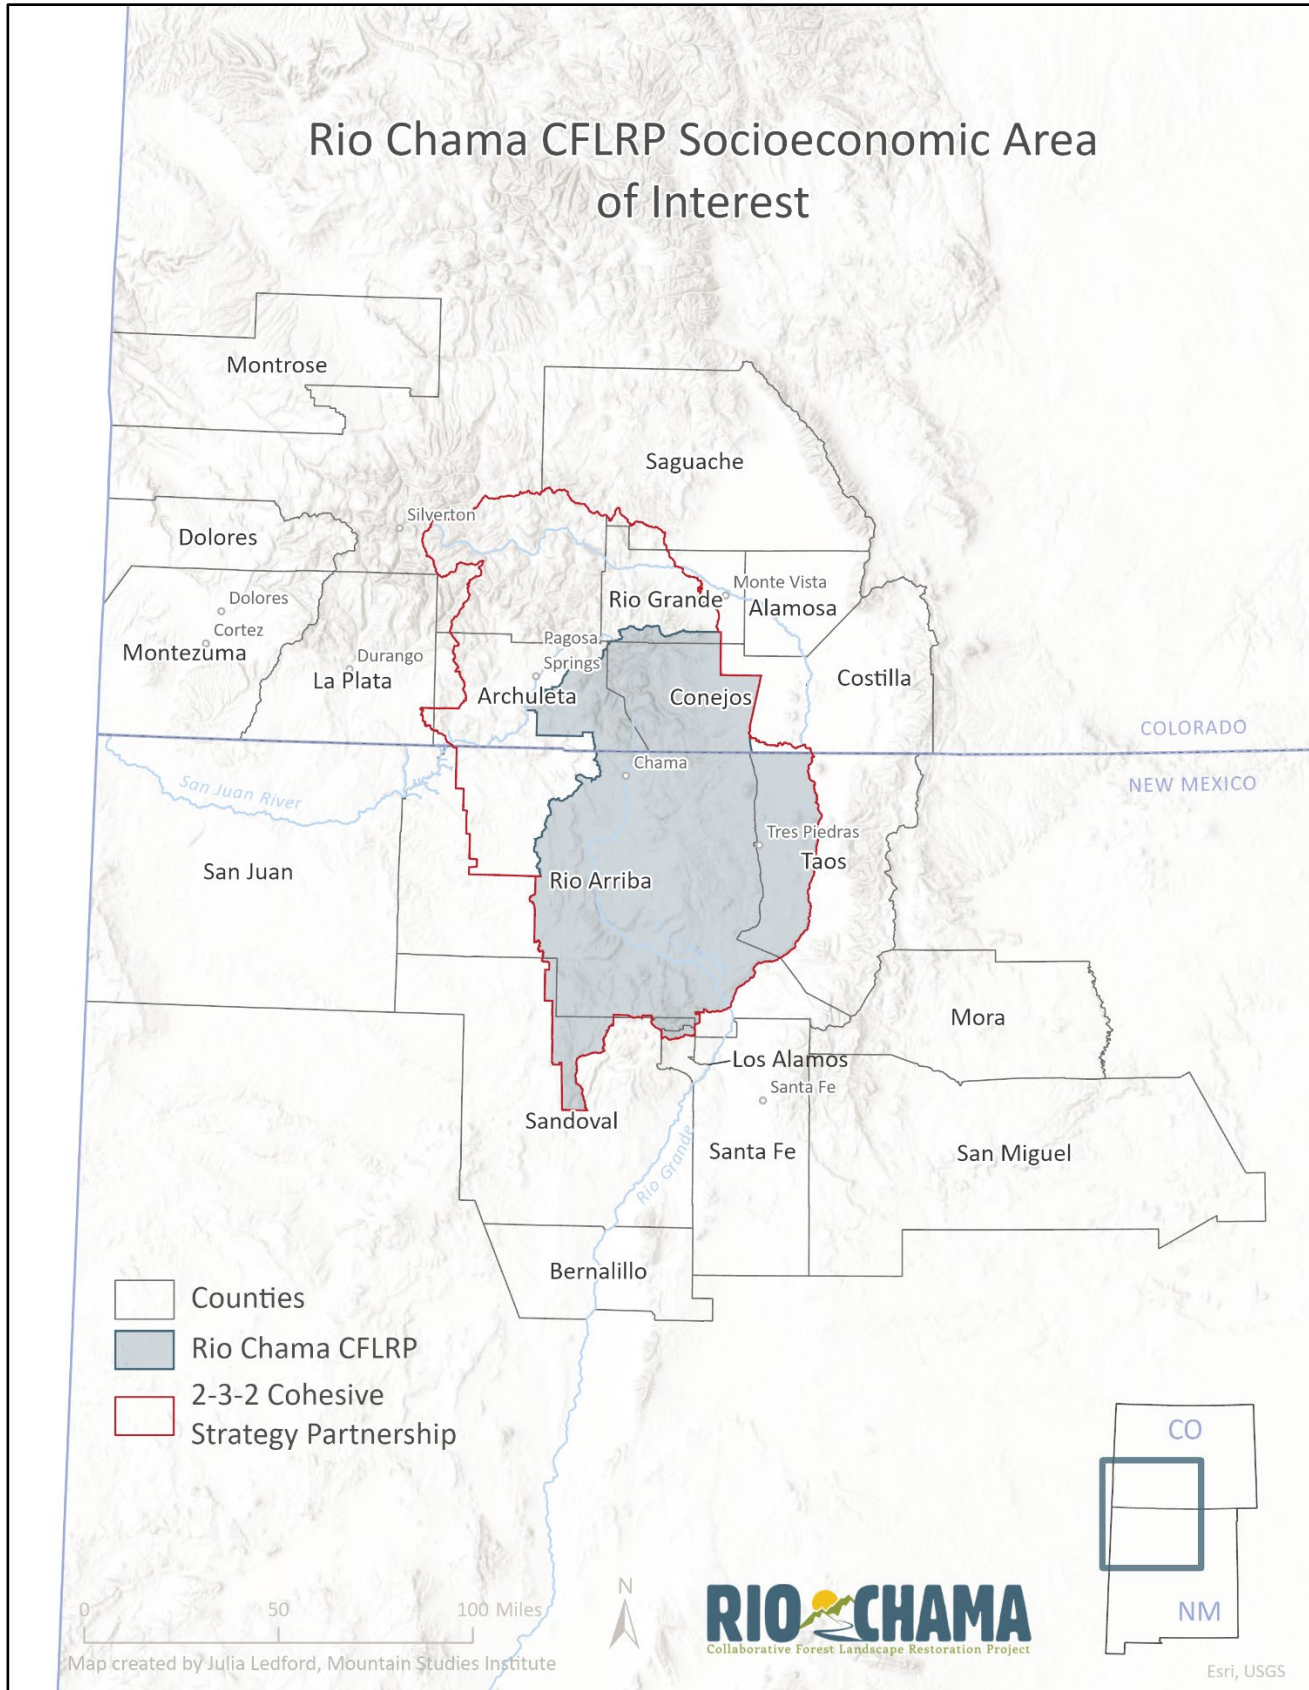 Rio Chama CFLRP Socioeconomic Area
of Interest
Montrose
Saguache
Silverton
Dolores
Monte Vista
Rio Grande
Alamosa
Dolores
Cortez
Montezuma
Durango
La Plata
Pagosa
Springs
Archuleta
Conejos
Costilla
COLORADO
NEW MEXICO
San Juan River
Chama
Tres Piedras
Taos
San Juan
Rio Arriba
Mora
Los Alamos
Santa Fe
Sandoval
Santa Fe
San Miguel
Rio Grande
Bernalillo
Counties
Rio Chama CFLRP
2-3-2 Cohesive
Strategy Partnership
CO
NM
0 50 100 Miles
N
RIO CHAMA
Collaborative Forest Landscape Restoration Project
Map created by Julia Ledford, Mountain Studies Institute
Esri, USGS